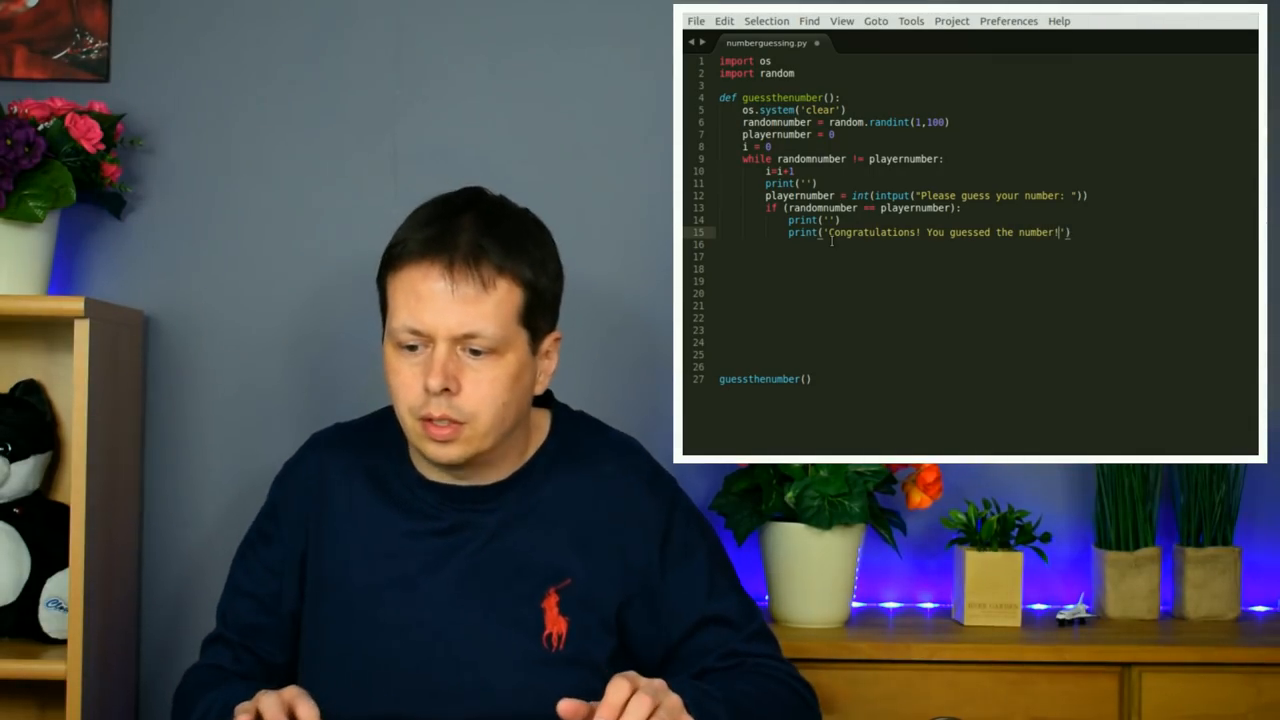 File Edit Selection Find View Goto Tools Project Preferences Help
numberguessing.py
1 import os
2 import random
3
4 def guessthenumber():
5 os.system('clear')
6 randomnumber = random.randint(1,100)
7 playernumber = 0
8 i = 0
9 while randomnumber != playernumber:
10 i=i+1
11 print('')
12 playernumber = int(intput("Please guess your number: "))
13 if (randomnumber == playernumber):
14 print('')
15 print('Congratulations! You guessed the number!')
16
17
18
19
20
21
22
23
24
25
26
27 guessthenumber()